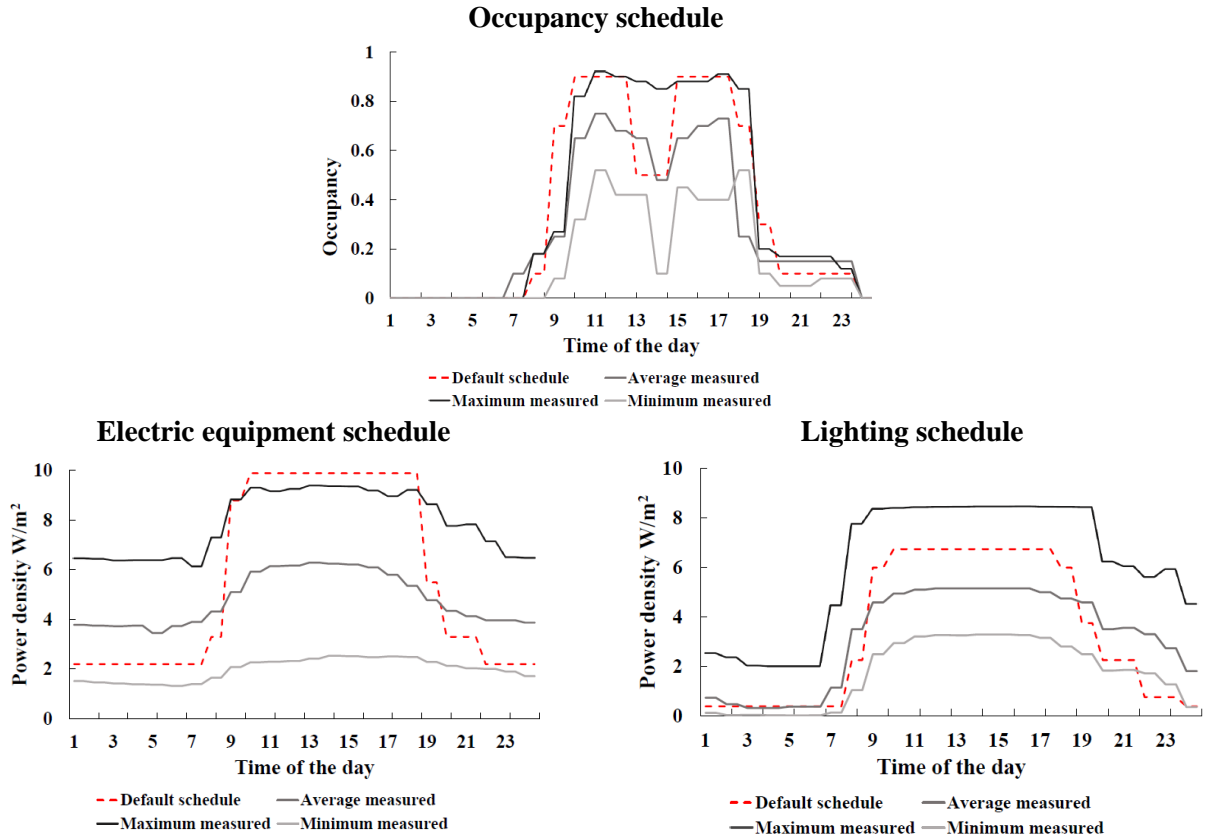 Occupancy schedule
1
0.8
0.6
0.4
0.2
0
Occupancy
1 3 5 7 9 11 13 15 17 19 21 23
Time of the day
Default schedule Average measured
Maximum measured Minimum measured
Electric equipment schedule
10
8
6
4
2
0
Power density W/m²
1 3 5 7 9 11 13 15 17 19 21 23
Time of the day
Default schedule Average measured
Maximum measured Minimum measured
Lighting schedule
10
8
6
4
2
0
Power density W/m²
1 3 5 7 9 11 13 15 17 19 21 23
Time of the day
Default schedule Average measured
Maximum measured Minimum measured